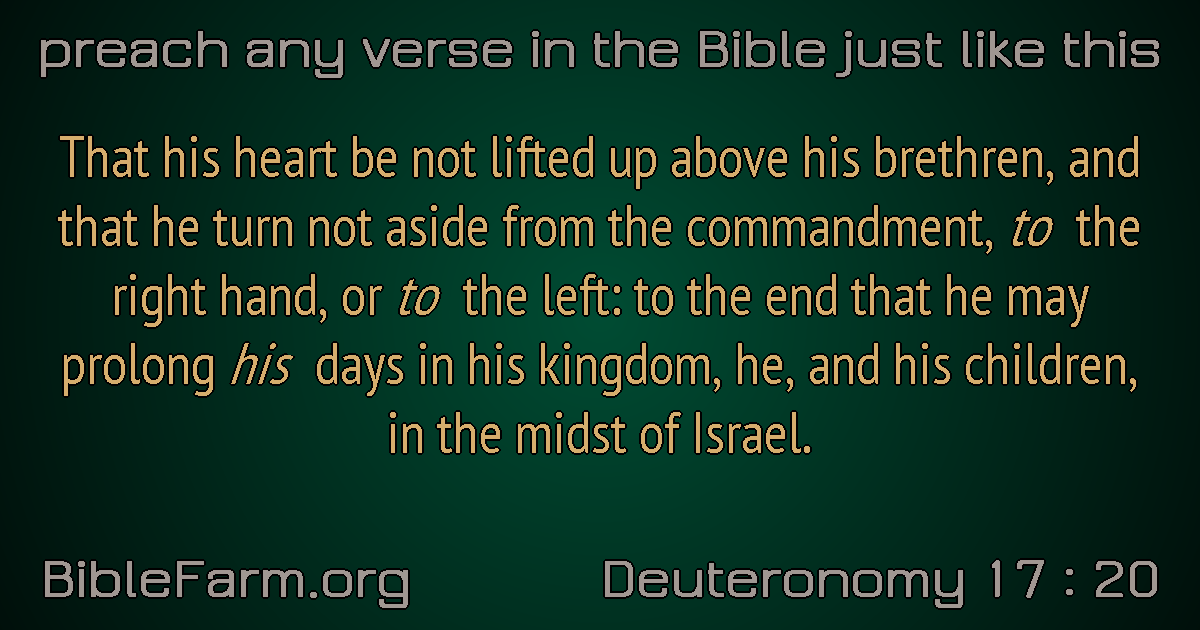 preach any verse in the Bible just like this
That his heart be not lifted up above his brethren, and
that he turn not aside from the commandment, to the
right hand, or to the left: to the end that he may
prolong his days in his kingdom, he, and his children,
in the midst of Israel.
BibleFarm.org
Deuteronomy 17 : 20